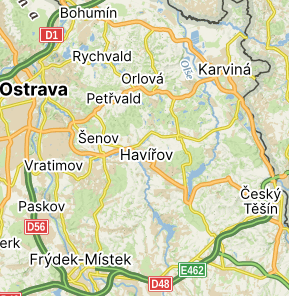 Bohumín
D1
Rychvald
Orlová
Karviná
Olše
Ostrava
Petřvald
Šenov
Havířov
Vratimov
Český
Těšín
Paskov
D56
erk
Frýdek-Místek
E462
D48